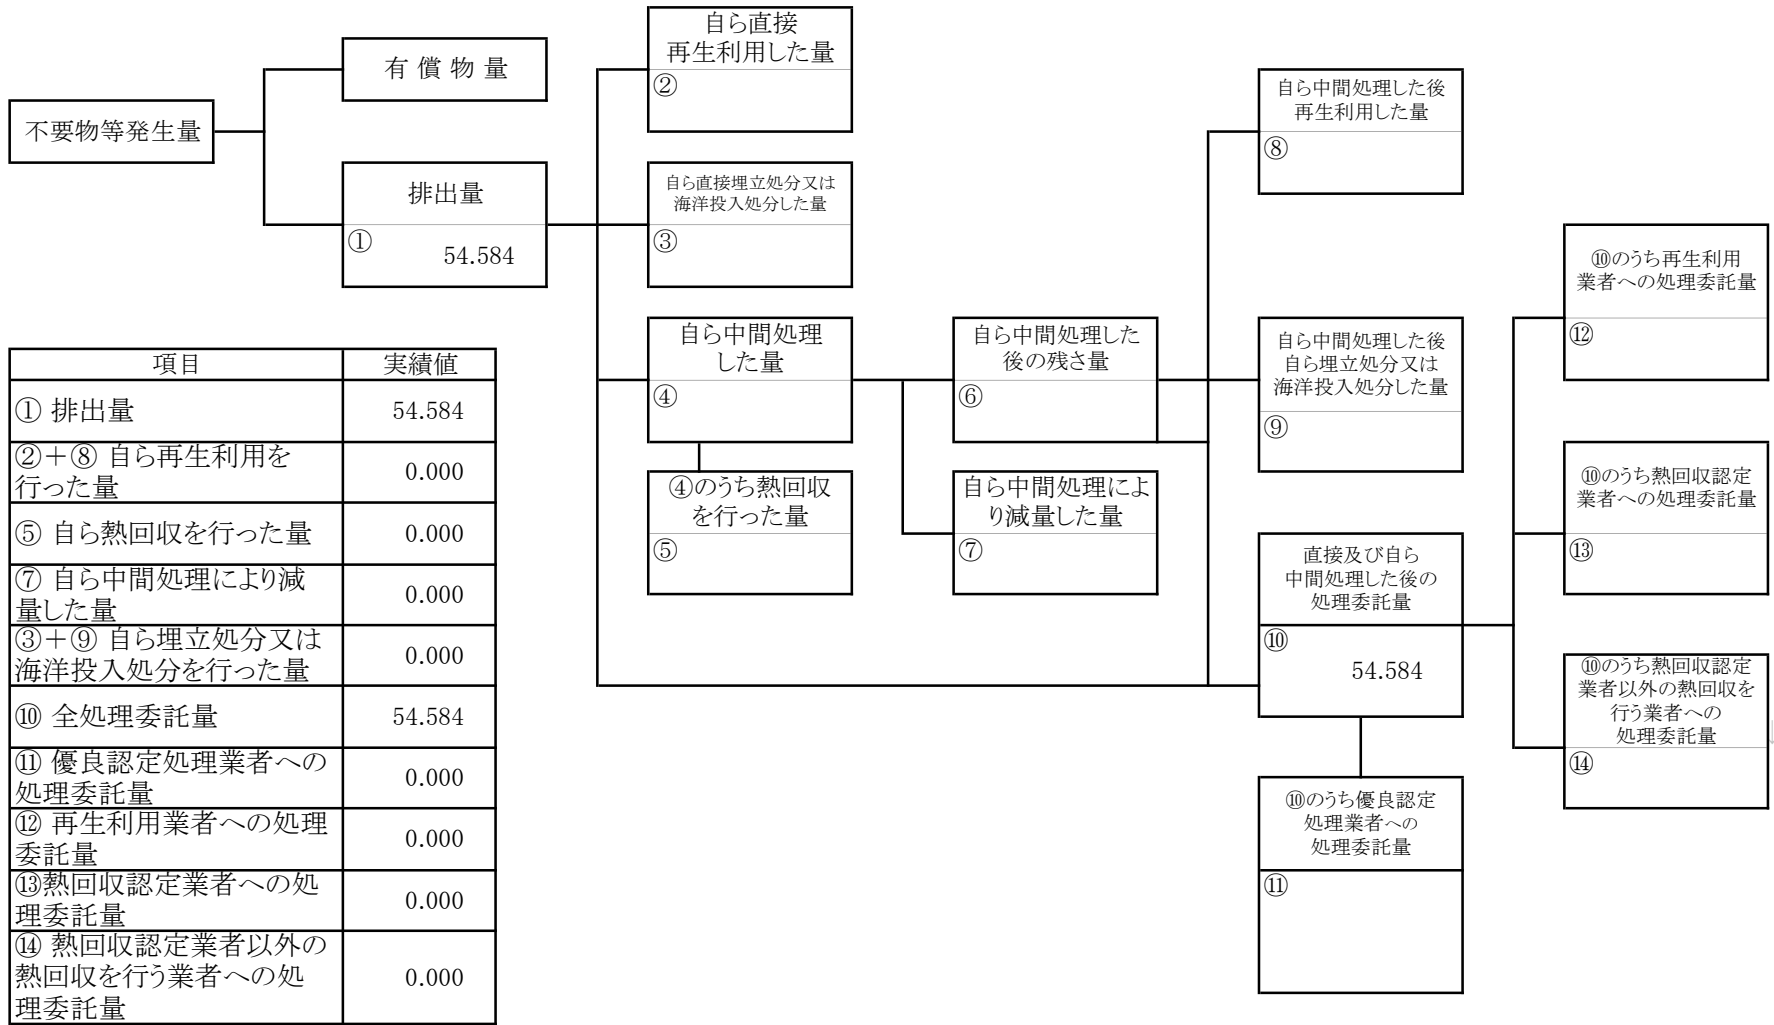 不要物等発生量
有 償 物 量
排出量
①
54.584
自ら直接
再生利用した量
②
自ら直接埋立処分又は
海洋投入処分した量
③
自ら中間処理
した量
④
④のうち熱回収
を行った量
⑤
自ら中間処理した
後の残さ量
⑥
自ら中間処理によ
り減量した量
⑦
自ら中間処理した後
再生利用した量
⑧
自ら中間処理した後
自ら埋立処分又は
海洋投入処分した量
⑨
直接及び自ら
中間処理した後の
処理委託量
⑩
54.584
⑩のうち優良認定
処理業者への
処理委託量
⑪
⑩のうち再生利用
業者への処理委託量
⑫
⑩のうち熱回収認定
業者への処理委託量
⑬
⑩のうち熱回収認定
業者以外の熱回収を
行う業者への
処理委託量
⑭
項目 実績値
① 排出量 54.584
②＋⑧ 自ら再生利用を
行った量 0.000
⑤ 自ら熱回収を行った量 0.000
⑦ 自ら中間処理により減
量した量 0.000
③＋⑨ 自ら埋立処分又は
海洋投入処分を行った量 0.000
⑩ 全処理委託量 54.584
⑪ 優良認定処理業者への
処理委託量 0.000
⑫ 再生利用業者への処理
委託量 0.000
⑬熱回収認定業者への処
理委託量 0.000
⑭ 熱回収認定業者以外の
熱回収を行う業者への処
理委託量 0.000